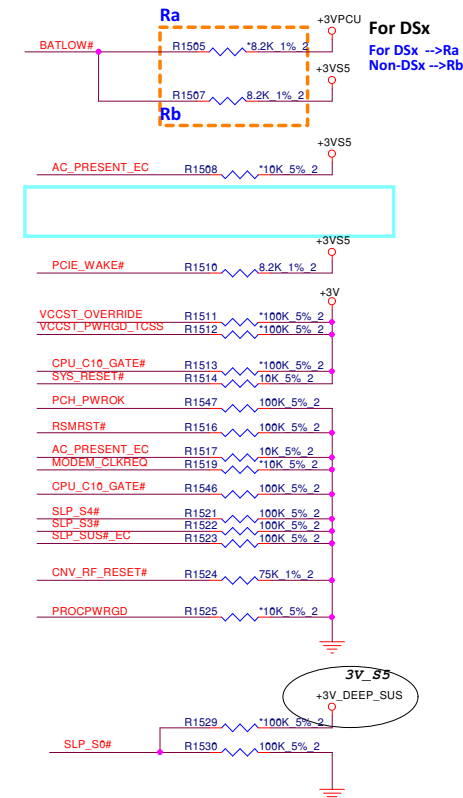 Ra
+3VPCU
For DSx
BATLOW# R1505 *8.2K_1%_2
For DSx -->Ra
Non-DSx -->Rb
+3VS5
R1507 8.2K_1%_2
Rb
+3VS5
AC_PRESENT_EC R1508 *10K_5%_2
+3VS5
PCIE_WAKE# R1510 8.2K_1%_2
+3V
VCCST_OVERRIDE R1511 *100K_5%_2
VCCST_PWRGD_TCSS R1512 *100K_5%_2
CPU_C10_GATE# R1513 *100K_5%_2
SYS_RESET# R1514 10K_5%_2
PCH_PWROK R1547 100K_5%_2
RSMRST# R1516 100K_5%_2
AC_PRESENT_EC R1517 10K_5%_2
MODEM_CLKREQ R1519 *10K_5%_2
CPU_C10_GATE# R1546 100K_5%_2
SLP_S4# R1521 100K_5%_2
SLP_S3# R1522 100K_5%_2
SLP_SUS#_EC R1523 100K_5%_2
CNV_RF_RESET# R1524 75K_1%_2
PROCPWRGD R1525 *10K_5%_2
3V_S5
+3V_DEEP_SUS
R1529 *100K_5%_2
SLP_S0# R1530 100K_5%_2